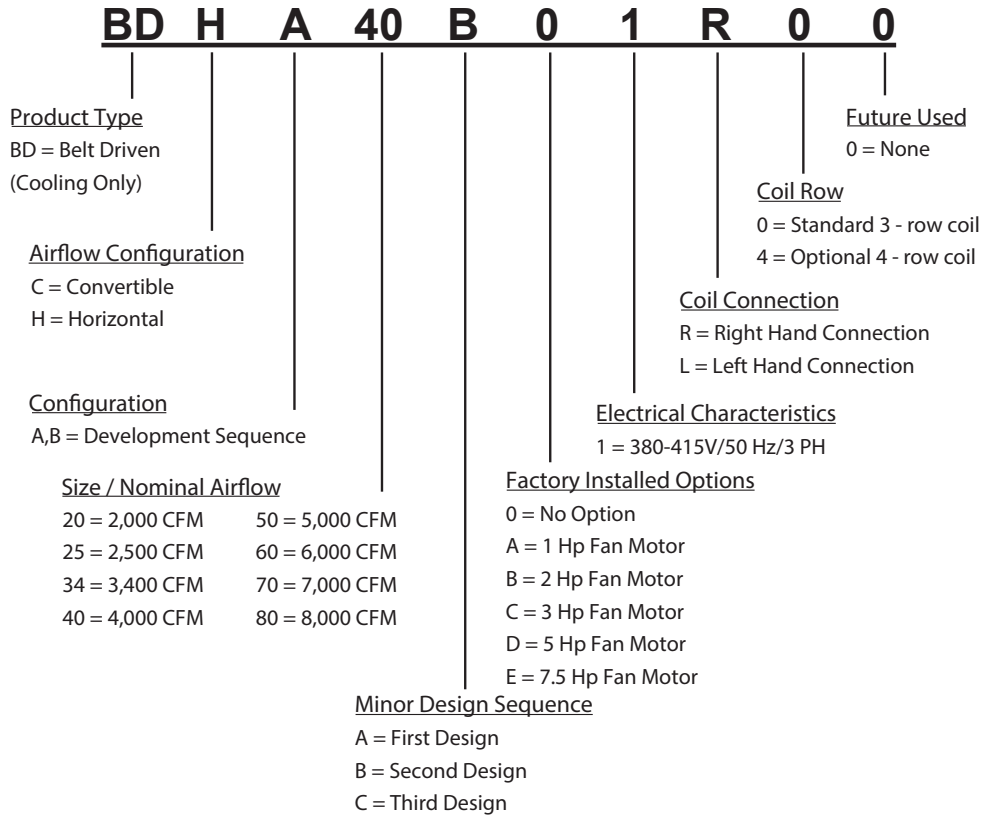 BD H A 40 B 0 1 R 0 0
Product Type
BD = Belt Driven
(Cooling Only)
Airflow Configuration
C = Convertible
H = Horizontal
Configuration
A,B = Development Sequence
Size / Nominal Airflow
20 = 2,000 CFM 50 = 5,000 CFM
25 = 2,500 CFM 60 = 6,000 CFM
34 = 3,400 CFM 70 = 7,000 CFM
40 = 4,000 CFM 80 = 8,000 CFM
Minor Design Sequence
A = First Design
B = Second Design
C = Third Design
Factory Installed Options
0 = No Option
A = 1 Hp Fan Motor
B = 2 Hp Fan Motor
C = 3 Hp Fan Motor
D = 5 Hp Fan Motor
E = 7.5 Hp Fan Motor
Electrical Characteristics
1 = 380-415V/50 Hz/3 PH
Coil Connection
R = Right Hand Connection
L = Left Hand Connection
Coil Row
0 = Standard 3 - row coil
4 = Optional 4 - row coil
Future Used
0 = None